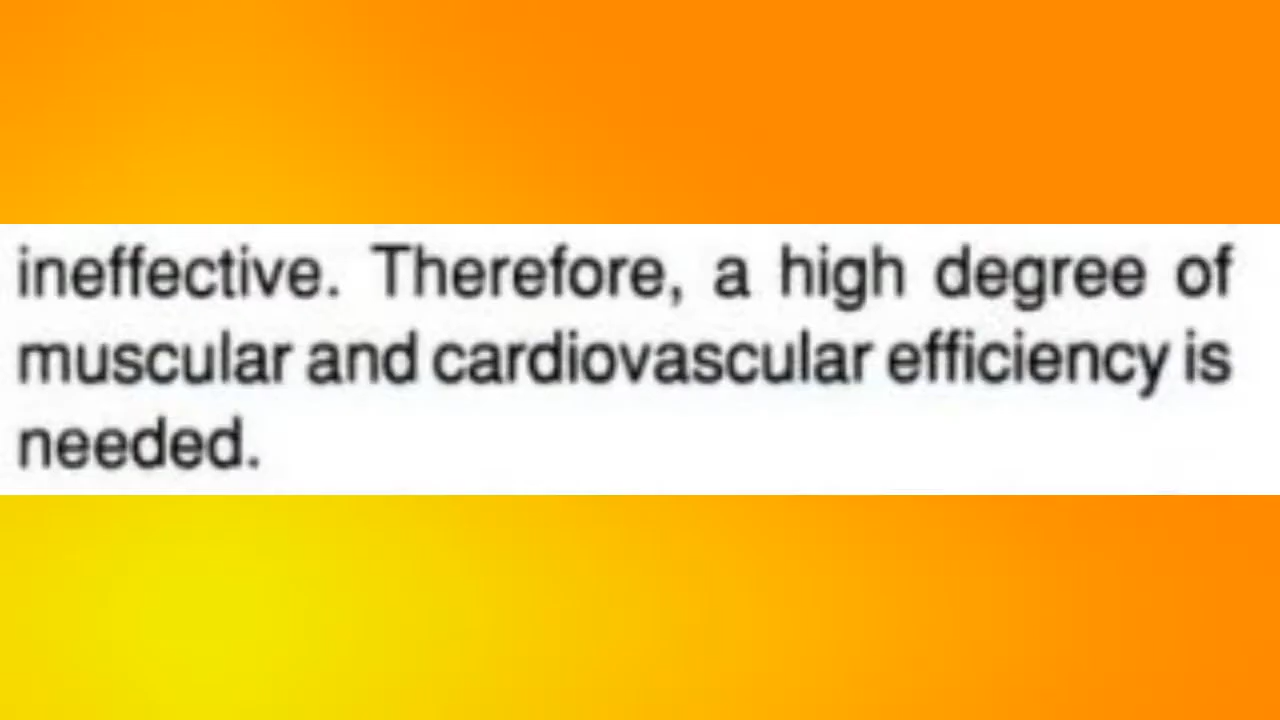 ineffective. Therefore, a high degree of
muscular and cardiovascular efficiency is
needed.